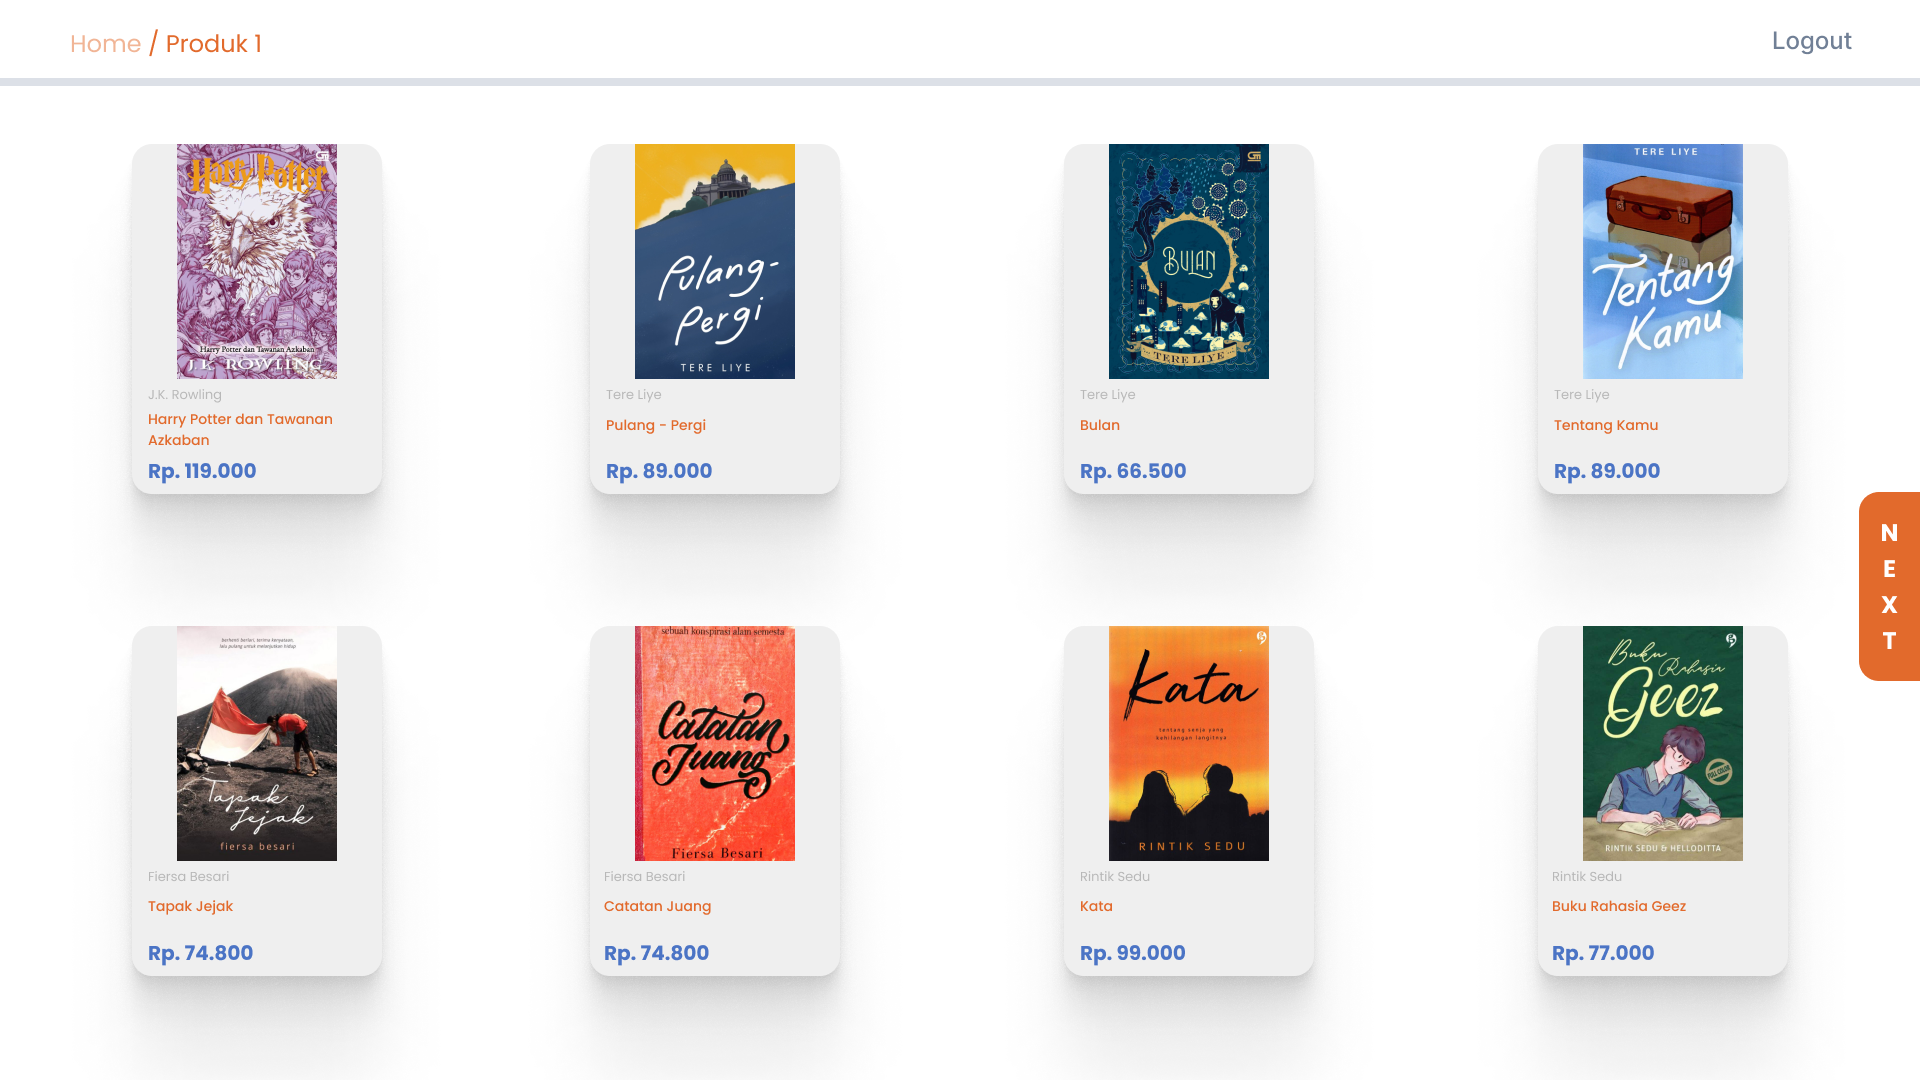 Home / Produk 1
Logout
Harry Potter
Harry Potter dan Tawanan Azkaban
J.K. ROWLING
J.K. Rowling
Harry Potter dan Tawanan
Azkaban
Rp. 119.000
Pulang-
Pergi
TERE LIYE
Tere Liye
Pulang - Pergi
Rp. 89.000
BULAN
TERE LIYE
Tere Liye
Bulan
Rp. 66.500
TERE LIYE
Tentang
Kamu
Tere Liye
Tentang Kamu
Rp. 89.000
N
E
X
T
berhenti berlari, terima kenyataan,
lalu pulang untuk melanjutkan hidup
Tapak
Jejak
fiersa besari
Fiersa Besari
Tapak Jejak
Rp. 74.800
sebuah konspirasi alam semesta
Catatan
Juang
Fiersa Besari
Fiersa Besari
Catatan Juang
Rp. 74.800
Kata
tentang senja yang
kehilangan langitnya
RINTIK SEDU
Rintik Sedu
Kata
Rp. 99.000
Buku
Rahasia
Geez
FULL COLOR
RINTIK SEDU & HELLODITTA
Rintik Sedu
Buku Rahasia Geez
Rp. 77.000